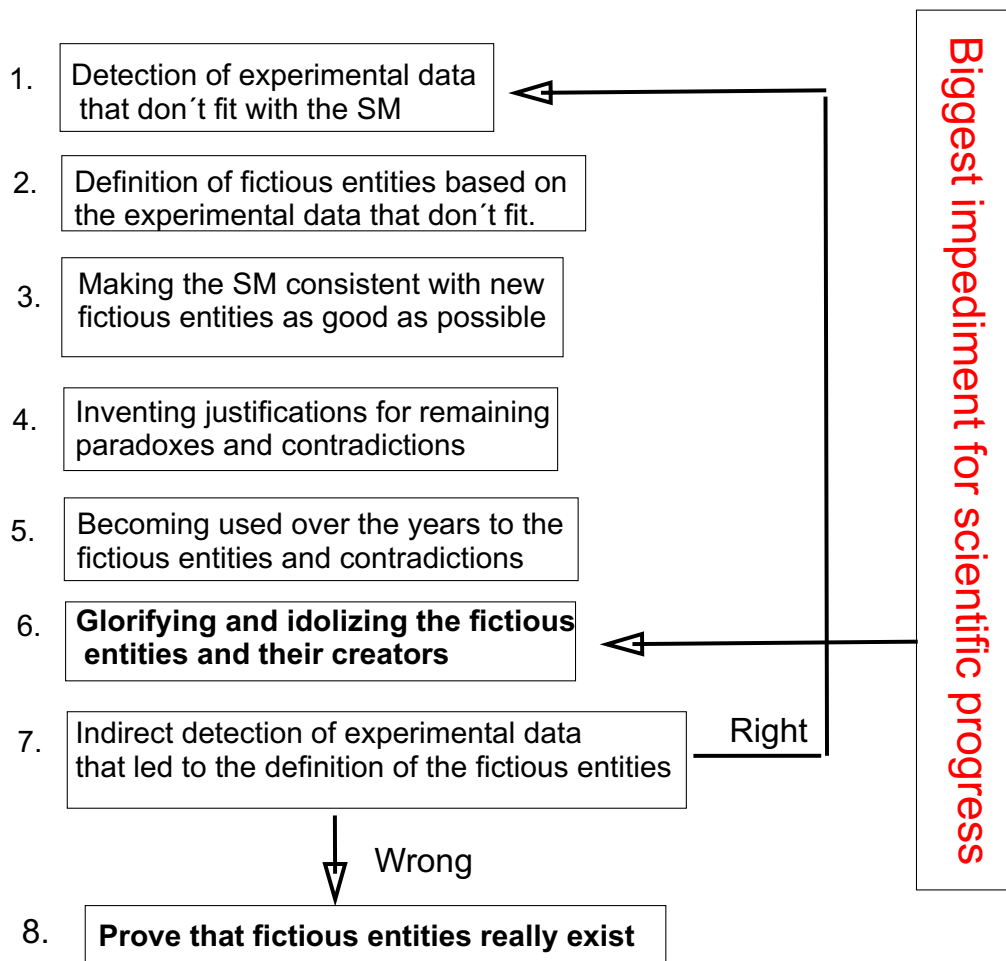 1. Detection of experimental data
that don´t fit with the SM
2. Definition of fictious entities based on
the experimental data that don´t fit.
3. Making the SM consistent with new
fictious entities as good as possible
4. Inventing justifications for remaining
paradoxes and contradictions
5. Becoming used over the years to the
fictious entities and contradictions
6. Glorifying and idolizing the fictious
entities and their creators
7. Indirect detection of experimental data
that led to the definition of the fictious entities
Right
Wrong
8. Prove that fictious entities really exist
Biggest impediment for scientific progress